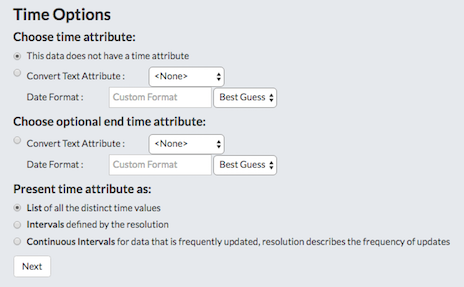 Time Options
Choose time attribute:
This data does not have a time attribute
Convert Text Attribute : <None>
Date Format : Custom Format Best Guess
Choose optional end time attribute:
Convert Text Attribute : <None>
Date Format : Custom Format Best Guess
Present time attribute as:
List of all the distinct time values
Intervals defined by the resolution
Continuous Intervals for data that is frequently updated, resolution describes the frequency of updates
Next